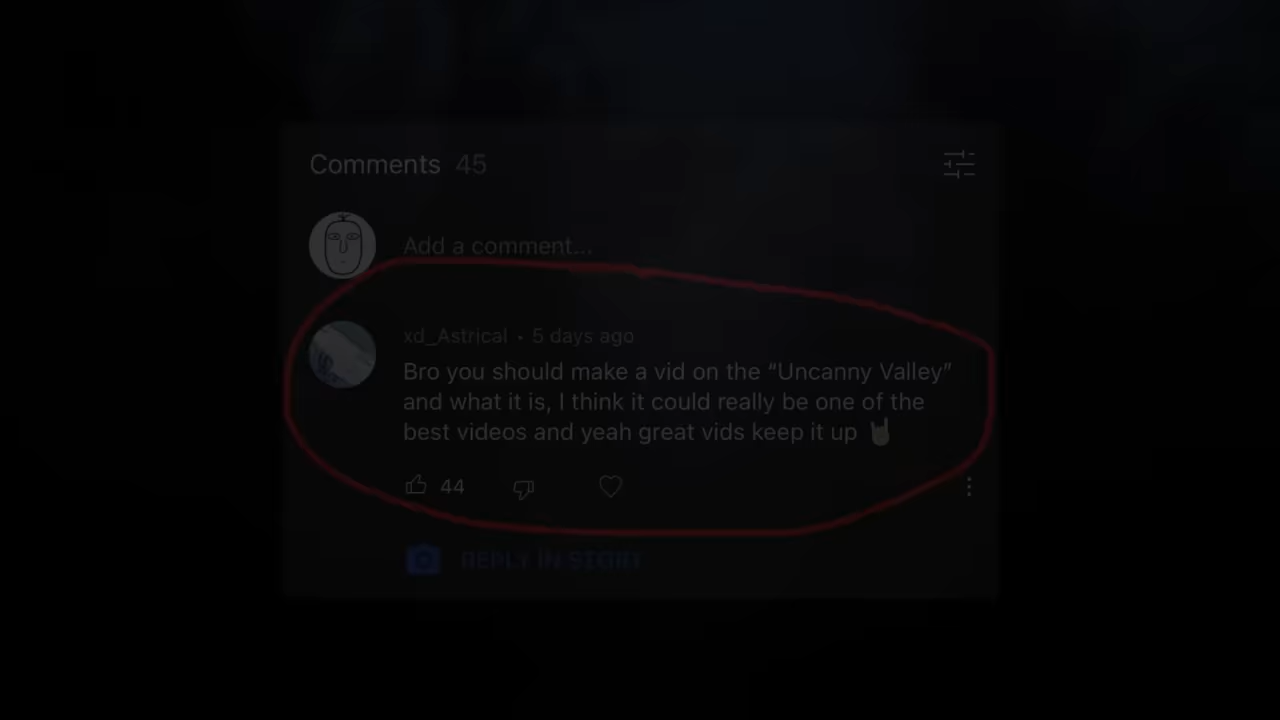 Comments 45
Add a comment...
xd_Astrical • 5 days ago
Bro you should make a vid on the “Uncanny Valley”
and what it is, I think it could really be one of the
best videos and yeah great vids keep it up 🤘
44
REPLY IN STORY